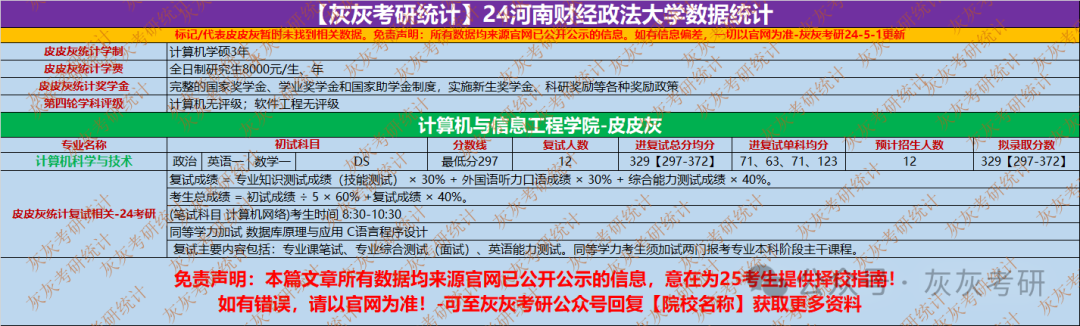 【灰灰考研统计】24河南财经政法大学数据统计
标记/代表皮皮灰暂时未找到相关数据。免责声明：所有数据均来源官网已公开公示的信息。如有信息偏差，一切以官网为准-灰灰考研24-5-1更新
皮皮灰统计学制 计算机学硕3年
皮皮灰统计学费 全日制研究生8000元/生、年
皮皮灰统计奖学金 完整的国家奖学金、学业奖学金和国家助学金制度，实施新生奖学金、科研奖励等各种奖励政策
第四轮学科评级 计算机无评级；软件工程无评级
计算机与信息工程学院-皮皮灰
专业名称 初试科目 分数线 复试人数 进复试总分均分 进复试单科均分 预计招生人数 拟录取分数
计算机科学与技术 政治 英语一 数学一 DS 最低分297 12 329【297-372】 71、63、71、123 12 329【297-372】
皮皮灰统计复试相关-24考研
复试成绩 = 专业知识测试成绩（技能测试） × 30% + 外国语听力口语成绩 × 30% + 综合能力测试成绩 × 40%。
考生总成绩 = 初试成绩 ÷ 5 × 60% +复试成绩 × 40%。
(笔试科目 计算机网络)考生时间 8:30-10:30
同等学力加试 数据库原理与应用 C语言程序设计
复试主要内容包括：专业课笔试、专业综合测试（面试）、英语能力测试。同等学力考生须加试两门报考专业本科阶段主干课程。
免责声明：本篇文章所有数据均来源官网已公开公示的信息，意在为25考生提供择校指南！
如有错误，请以官网为准！-可至灰灰考研公众号回复【院校名称】获取更多资料
公众号·灰灰考研
灰灰考研统计